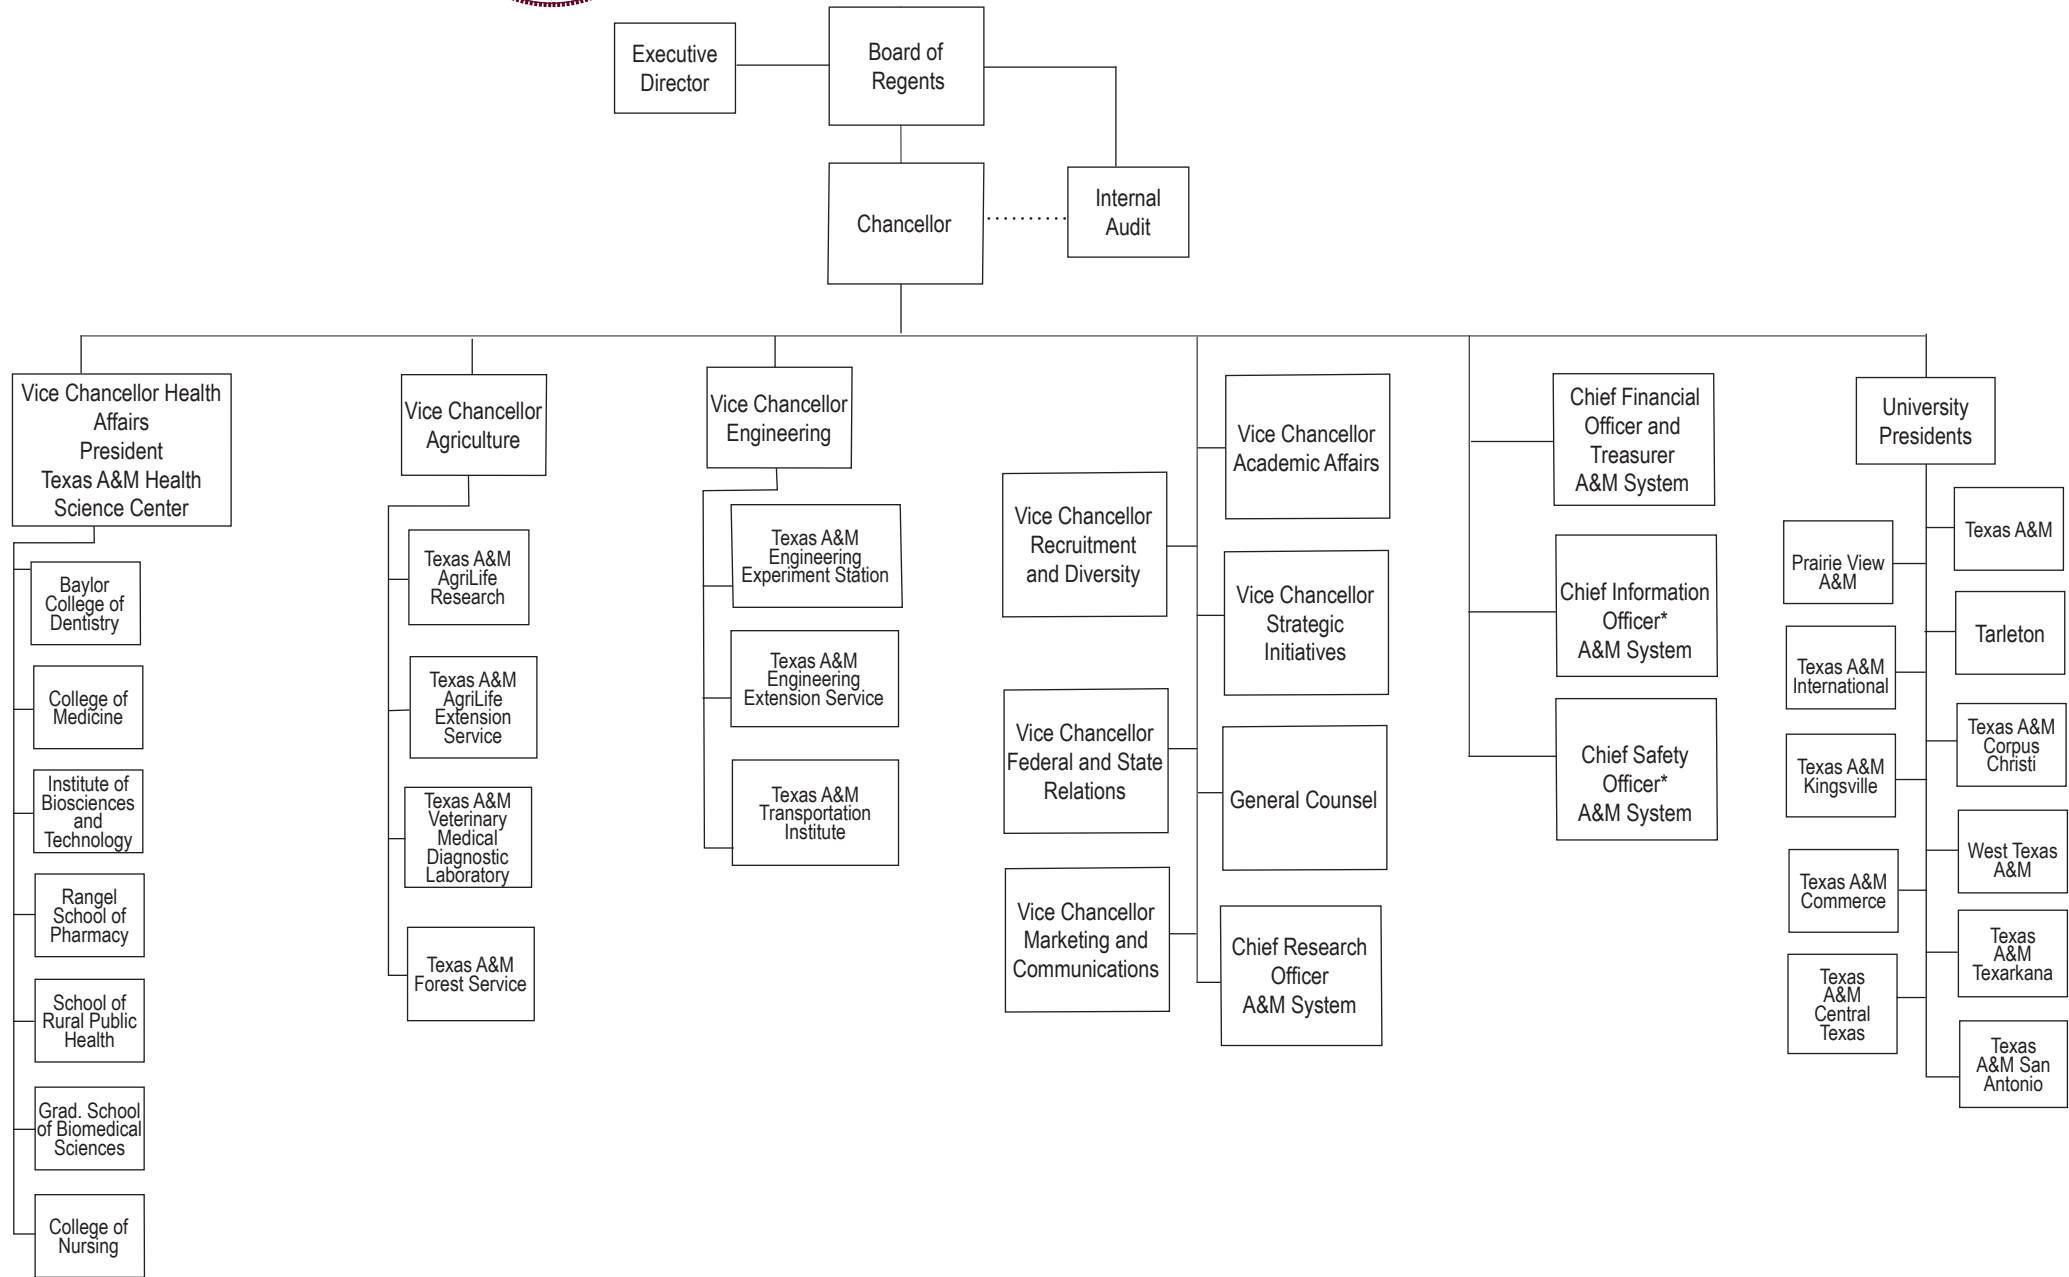 Executive
Director
Board of
Regents
Chancellor
Internal
Audit
Vice Chancellor Health
Affairs
President
Texas A&M Health
Science Center
Baylor
College of
Dentistry
College of
Medicine
Institute of
Biosciences
and
Technology
Rangel
School of
Pharmacy
School of
Rural Public
Health
Grad. School
of Biomedical
Sciences
College of
Nursing
Vice Chancellor
Agriculture
Texas A&M
AgriLife
Research
Texas A&M
AgriLife
Extension
Service
Texas A&M
Veterinary
Medical
Diagnostic
Laboratory
Texas A&M
Forest Service
Vice Chancellor
Engineering
Texas A&M
Engineering
Experiment Station
Texas A&M
Engineering
Extension Service
Texas A&M
Transportation
Institute
Vice Chancellor
Academic Affairs
Vice Chancellor
Recruitment
and Diversity
Vice Chancellor
Strategic
Initiatives
Vice Chancellor
Federal and State
Relations
General Counsel
Vice Chancellor
Marketing and
Communications
Chief Research
Officer
A&M System
Chief Financial
Officer and
Treasurer
A&M System
Chief Information
Officer*
A&M System
Chief Safety
Officer*
A&M System
University
Presidents
Texas A&M
Prairie View
A&M
Tarleton
Texas A&M
International
Texas A&M
Corpus
Christi
Texas A&M
Kingsville
West Texas
A&M
Texas A&M
Commerce
Texas
A&M
Texarkana
Texas
A&M
Central
Texas
Texas
A&M San
Antonio